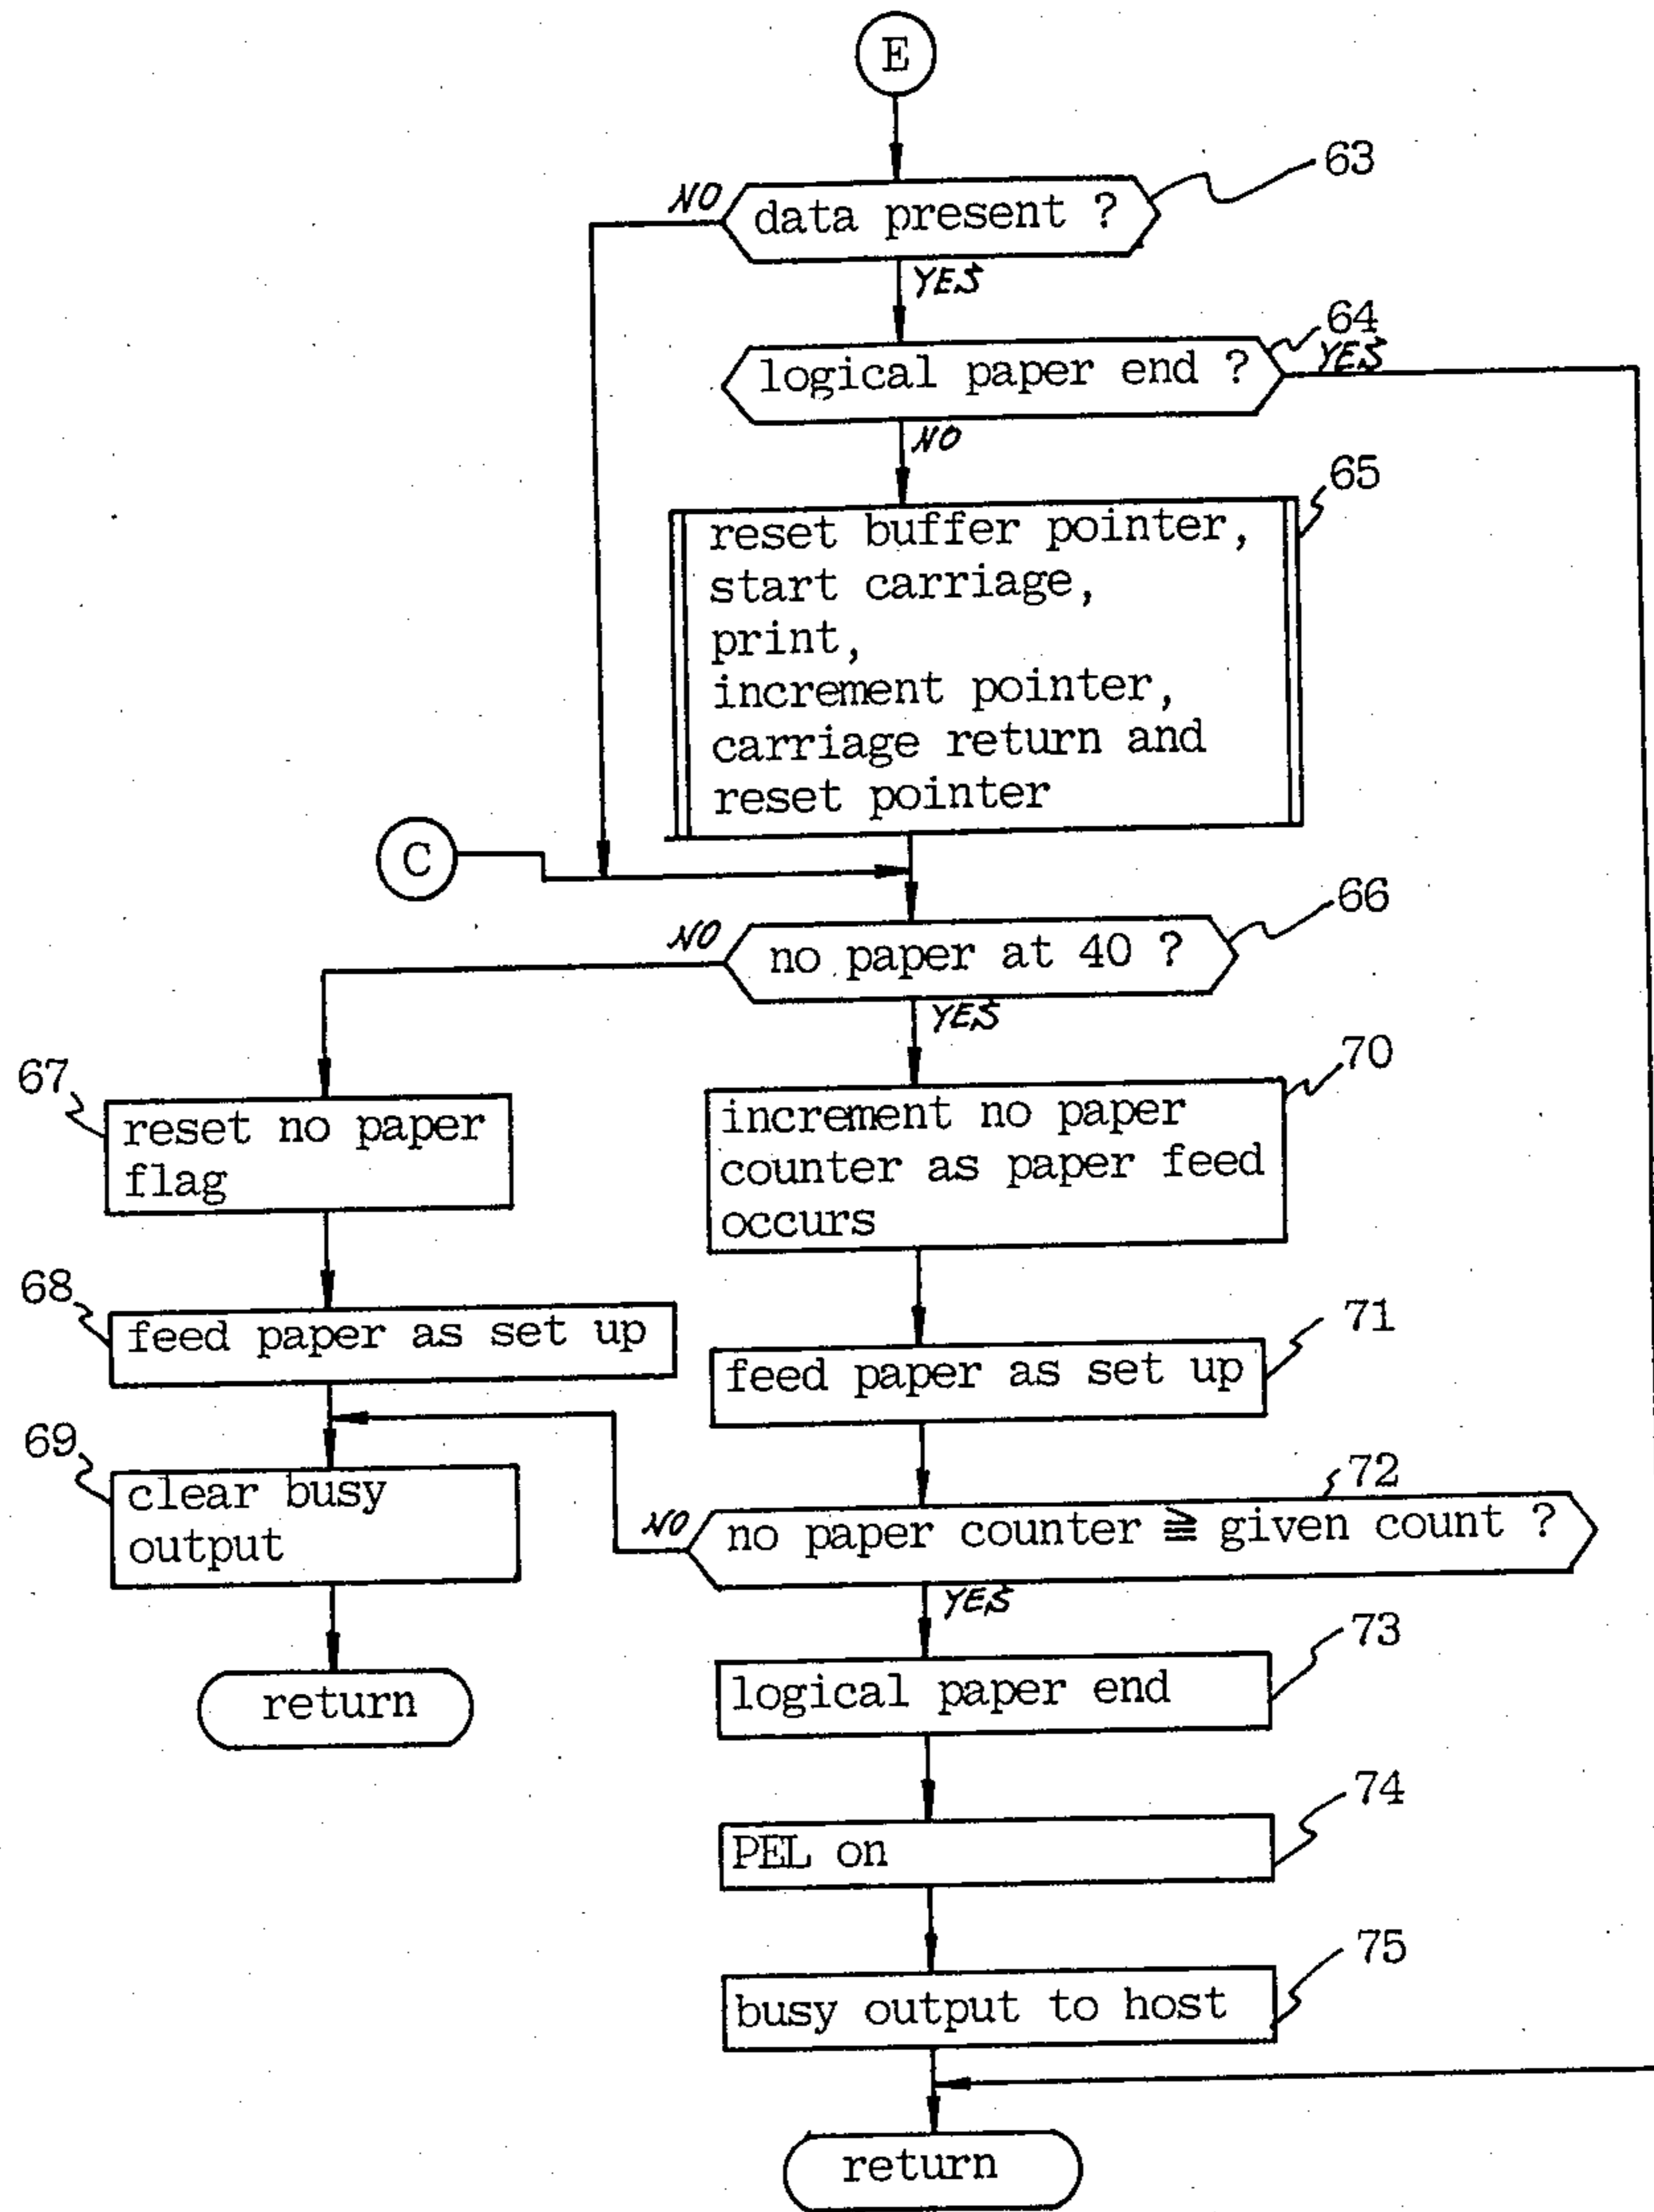 E
63
NO
data present ?
YES
64
YES
logical paper end ?
NO
65
reset buffer pointer,
start carriage,
print,
increment pointer,
carriage return and
reset pointer
C
66
NO
no paper at 40 ?
YES
67
reset no paper
flag
70
increment no paper
counter as paper feed
occurs
68
feed paper as set up
71
feed paper as set up
69
clear busy
output
72
NO
no paper counter ≧ given count ?
YES
73
return
logical paper end
74
PEL on
75
busy output to host
return